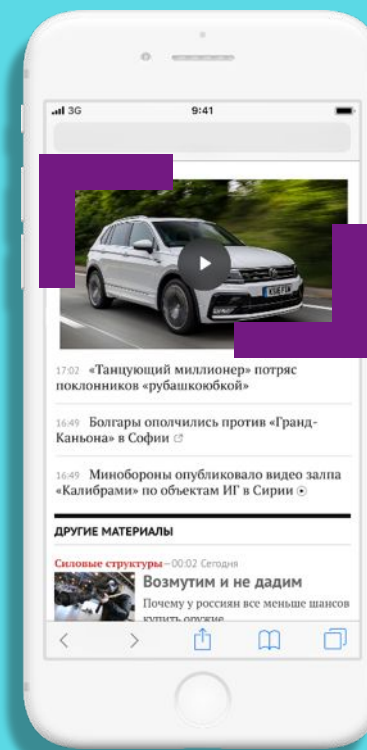 3G 9:41
17:02 «Танцующий миллионер» потряс
поклонников «рубашкоюбкой»
16:49 Болгары ополчились против «Гранд-
Каньона» в Софии
16:49 Минобороны опубликовало видео залпа
«Калибрами» по объектам ИГ в Сирии
ДРУГИЕ МАТЕРИАЛЫ
Силовые структуры – 00:02 Сегодня
Возмутим и не дадим
Почему у россиян все меньше шансов
купить оружие